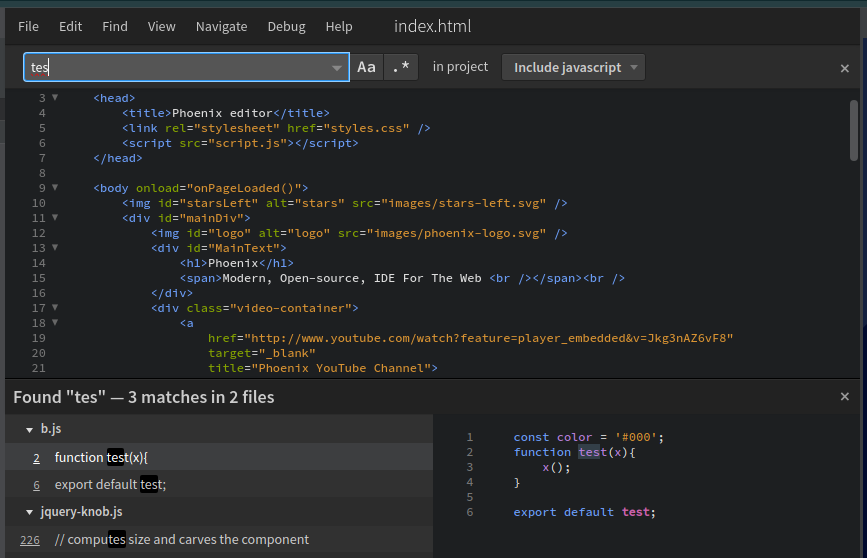 File Edit Find View Navigate Debug Help index.html
tes Aa .* in project Include javascript ×
3 <head>
4 <title>Phoenix editor</title>
5 <link rel="stylesheet" href="styles.css" />
6 <script src="script.js"></script>
7 </head>
8
9 <body onload="onPageLoaded()">
10 <img id="starsLeft" alt="stars" src="images/stars-left.svg" />
11 <div id="mainDiv">
12 <img id="logo" alt="logo" src="images/phoenix-logo.svg" />
13 <div id="MainText">
14 <h1>Phoenix</h1>
15 <span>Modern, Open-source, IDE For The Web <br /></span><br />
16 </div>
17 <div class="video-container">
18 <a
19 href="http://www.youtube.com/watch?feature=player_embedded&v=Jkg3nAZ6vF8"
20 target="_blank"
21 title="Phoenix YouTube Channel">
Found "tes" — 3 matches in 2 files ×
b.js
2 function test(x){
6 export default test;
jquery-knob.js
226 // computes size and carves the component
1 const color = '#000';
2 function test(x){
3 x();
4 }
5
6 export default test;